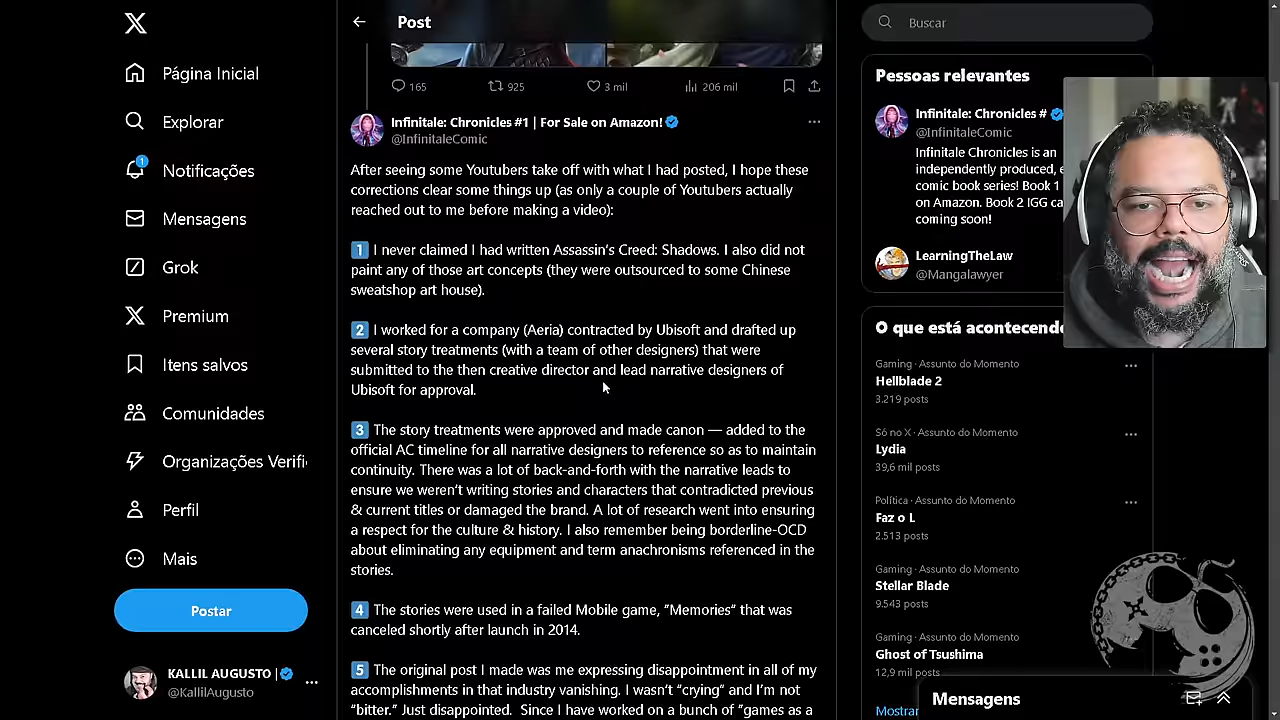 Post
Buscar
Página Inicial
Explorar
1
Notificações
Mensagens
Grok
Premium
Itens salvos
Comunidades
Organizações Verifi
Perfil
Mais
Postar
KALLIL AUGUSTO |
@KallilAugusto
165
925
3 mil
206 mil
Infinitale: Chronicles #1 | For Sale on Amazon!
@InfinitaleComic
After seeing some Youtubers take off with what I had posted, I hope these
corrections clear some things up (as only a couple of Youtubers actually
reached out to me before making a video):
1 I never claimed I had written Assassin's Creed: Shadows. I also did not
paint any of those art concepts (they were outsourced to some Chinese
sweatshop art house).
2 I worked for a company (Aeria) contracted by Ubisoft and drafted up
several story treatments (with a team of other designers) that were
submitted to the then creative director and lead narrative designers of
Ubisoft for approval.
3 The story treatments were approved and made canon — added to the
official AC timeline for all narrative designers to reference so as to maintain
continuity. There was a lot of back-and-forth with the narrative leads to
ensure we weren't writing stories and characters that contradicted previous
& current titles or damaged the brand. A lot of research went into ensuring
a respect for the culture & history. I also remember being borderline-OCD
about eliminating any equipment and term anachronisms referenced in the
stories.
4 The stories were used in a failed Mobile game, "Memories" that was
canceled shortly after launch in 2014.
5 The original post I made was me expressing disappointment in all of my
accomplishments in that industry vanishing. I wasn't "crying" and I'm not
"bitter." Just disappointed. Since I have worked on a bunch of "games as a
Pessoas relevantes
Infinitale: Chronicles #
@InfinitaleComic
Infinitale Chronicles is an
independently produced, e
comic book series! Book 1
on Amazon. Book 2 IGG ca
coming soon!
LearningTheLaw
@Mangalawyer
O que está acontecendo
Gaming · Assunto do Momento
Hellblade 2
3.219 posts
Só no X · Assunto do Momento
Lydia
39,6 mil posts
Política · Assunto do Momento
Faz o L
2.513 posts
Gaming · Assunto do Momento
Stellar Blade
9.543 posts
Gaming · Assunto do Momento
Ghost of Tsushima
12,9 mil posts
Mostrar
Mensagens